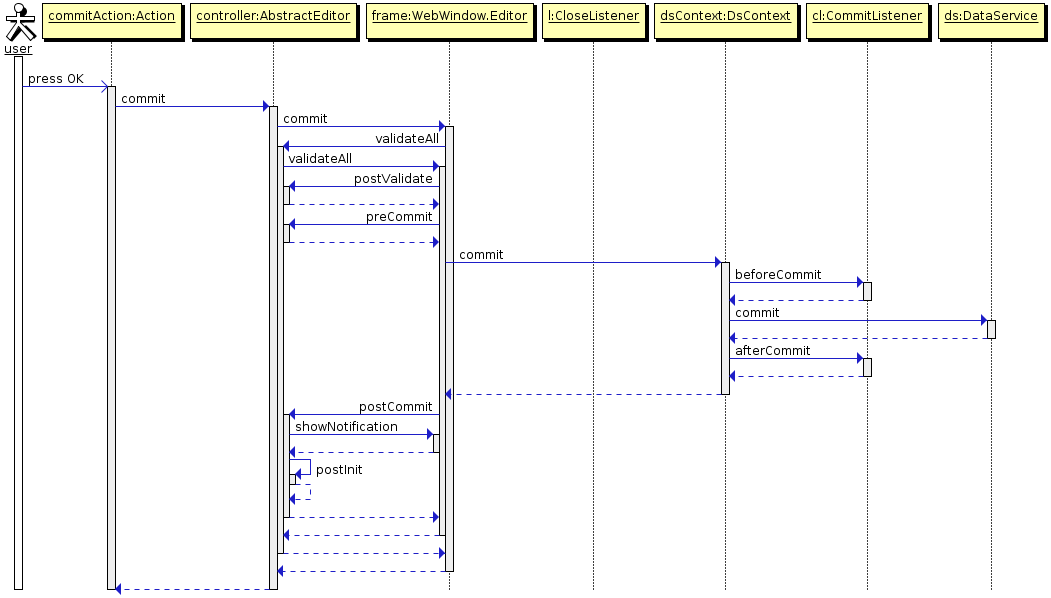 user
commitAction:Action
controller:AbstractEditor
frame:WebWindow.Editor
l:CloseListener
dsContext:DsContext
cl:CommitListener
ds:DataService
press OK
commit
commit
validateAll
validateAll
postValidate
preCommit
commit
beforeCommit
commit
afterCommit
postCommit
showNotification
postInit